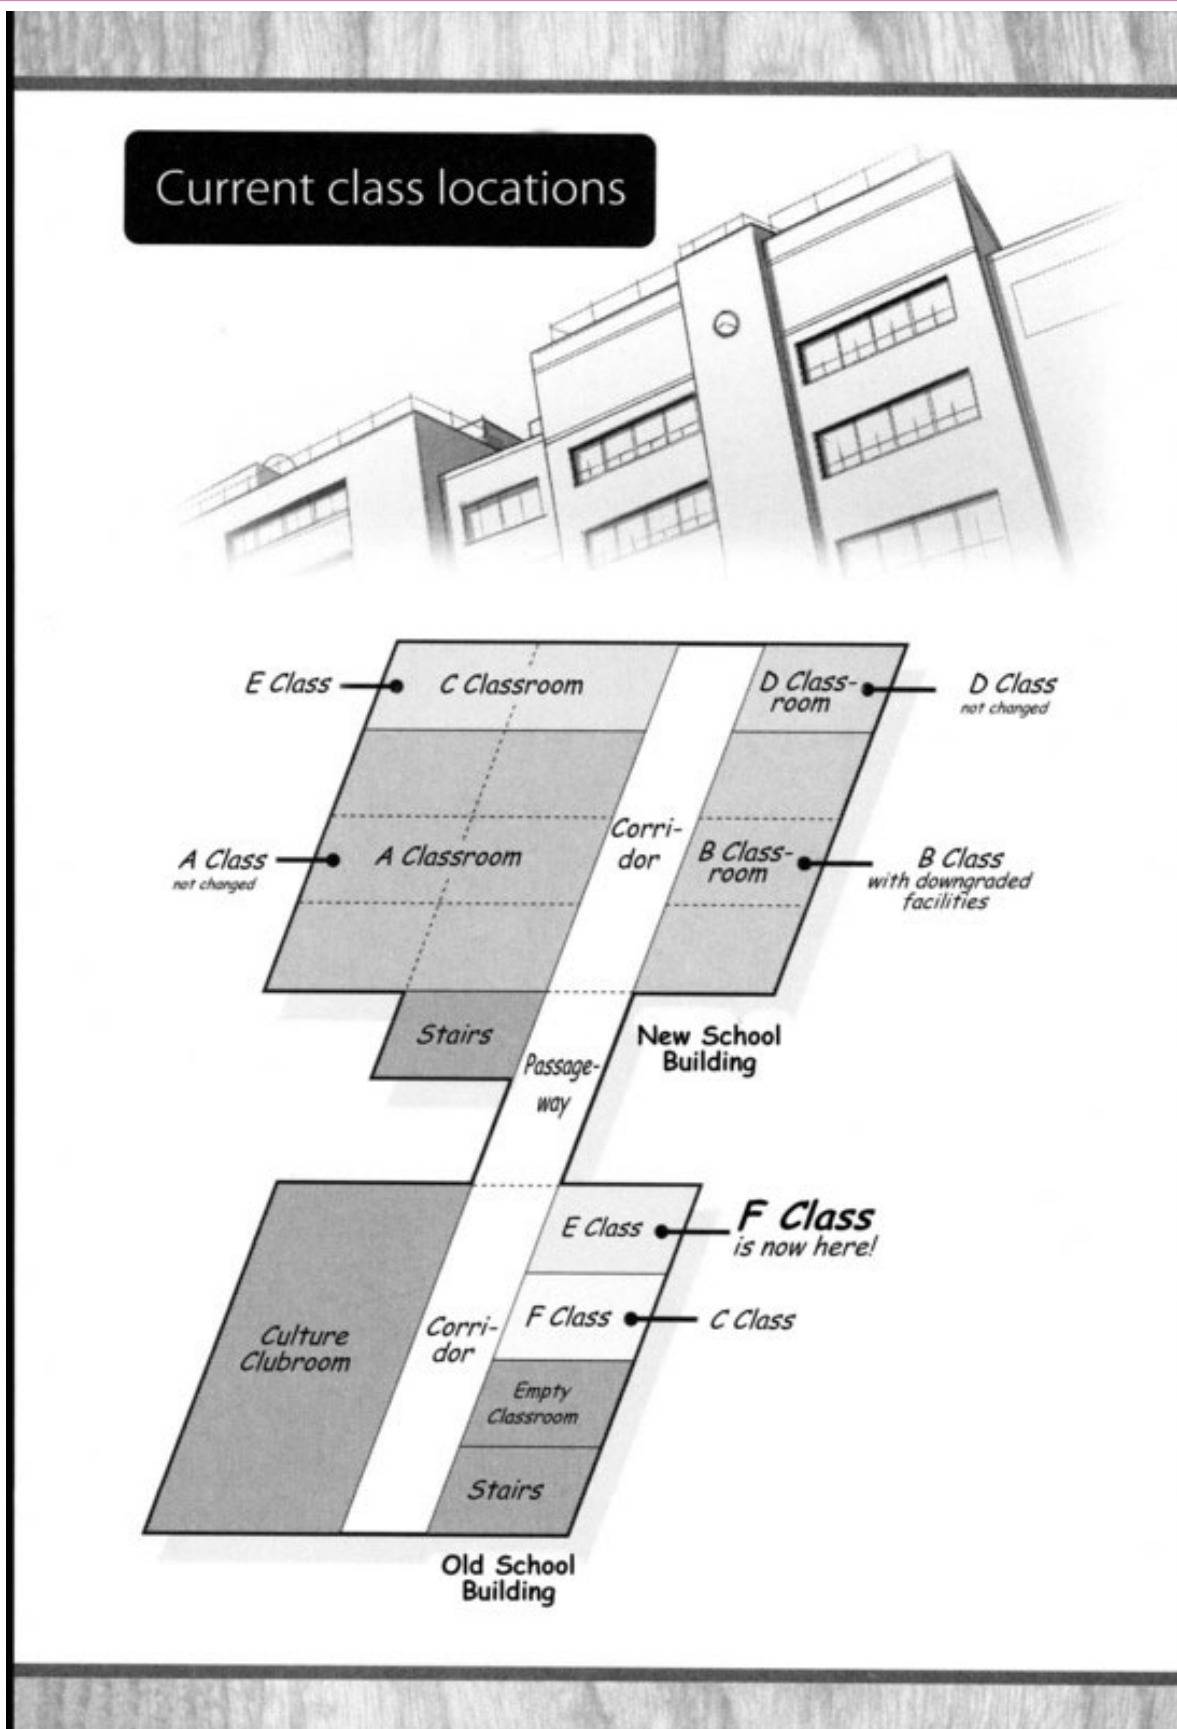 Current class locations
E Class
C Classroom
D Class-
room
D Class
not changed
A Class
not changed
A Classroom
Corri-
dor
B Class-
room
B Class
with downgraded
facilities
Stairs
New School
Building
Passage-
way
E Class
F Class
is now here!
F Class
C Class
Culture
Clubroom
Corri-
dor
Empty
Classroom
Stairs
Old School
Building